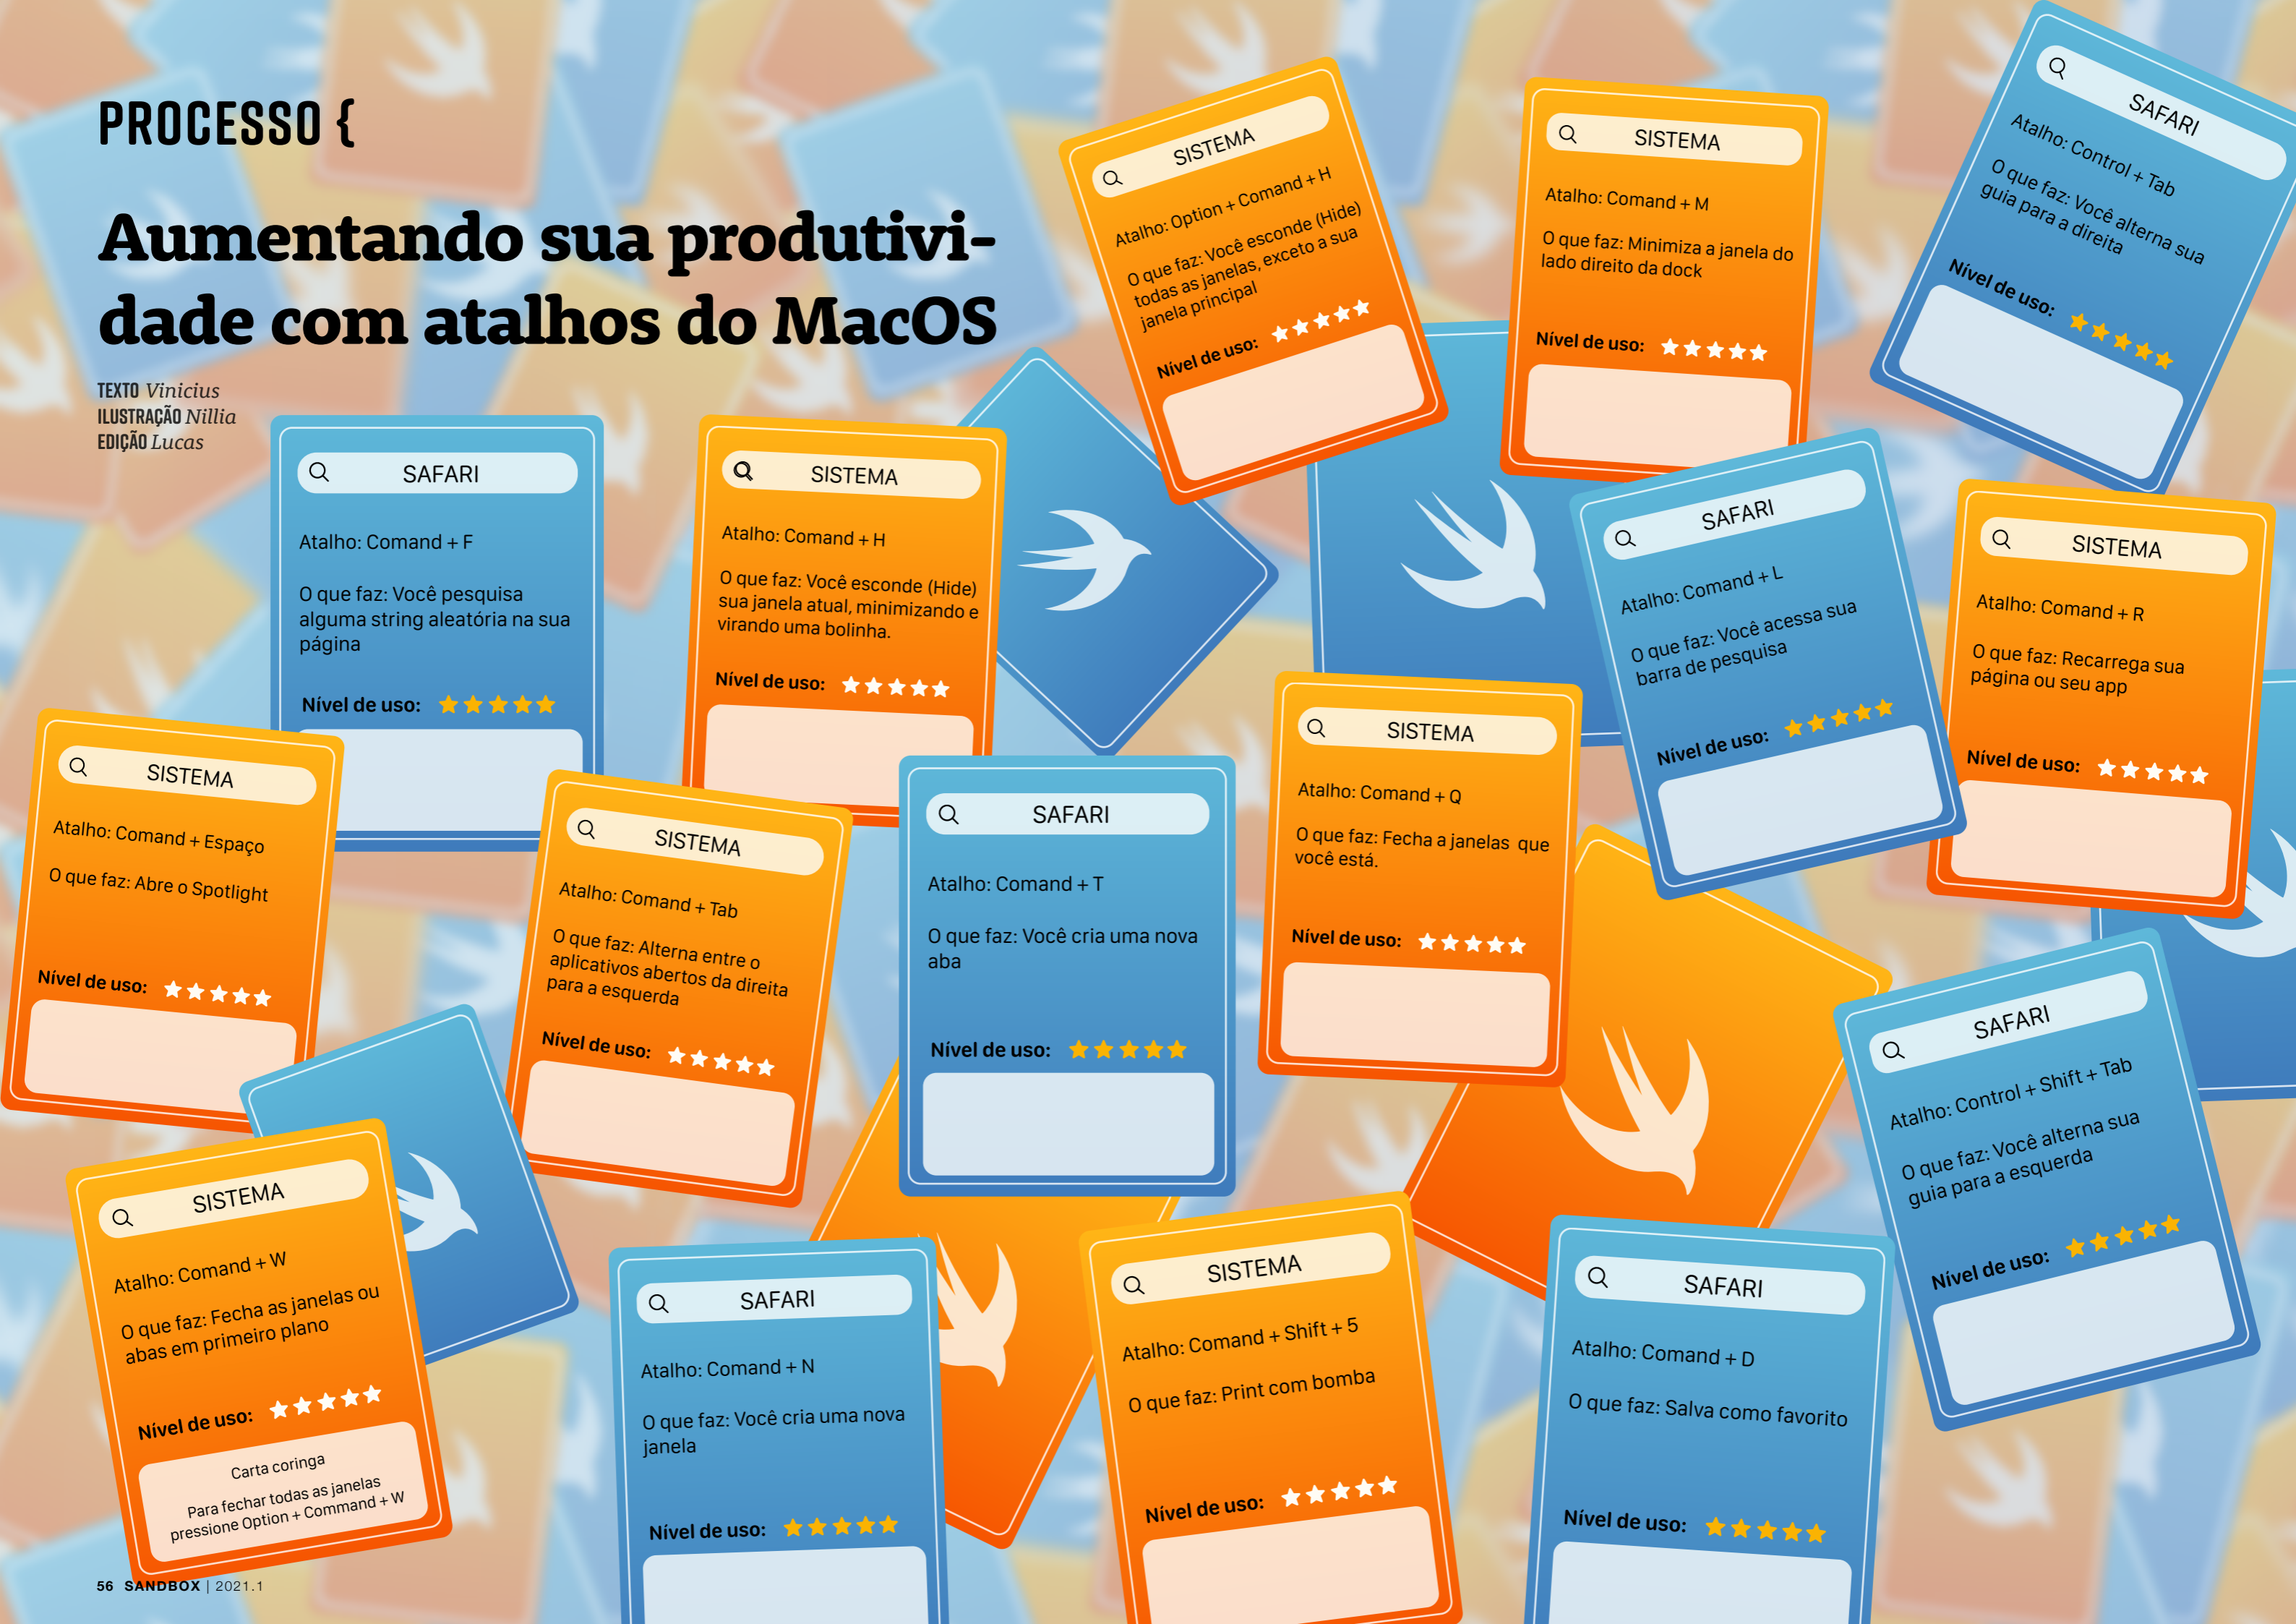 PROCESSO {
Aumentando sua produtivi-
dade com atalhos do MacOS
TEXTO Vinicius
ILUSTRAÇÃO Nillia
EDIÇÃO Lucas
SISTEMA
Atalho: Option + Comand + H
O que faz: Você esconde (Hide)
todas as janelas, exceto a sua
janela principal
Nível de uso:
SISTEMA
Atalho: Comand + M
O que faz: Minimiza a janela do
lado direito da dock
Nível de uso:
SAFARI
Atalho: Control + Tab
O que faz: Você alterna sua
guia para a direita
Nível de uso:
SAFARI
Atalho: Comand + F
O que faz: Você pesquisa
alguma string aleatória na sua
página
Nível de uso:
SISTEMA
Atalho: Comand + H
O que faz: Você esconde (Hide)
sua janela atual, minimizando e
virando uma bolinha.
Nível de uso:
SAFARI
Atalho: Comand + L
O que faz: Você acessa sua
barra de pesquisa
Nível de uso:
SISTEMA
Atalho: Comand + R
O que faz: Recarrega sua
página ou seu app
Nível de uso:
SISTEMA
Atalho: Comand + Espaço
O que faz: Abre o Spotlight
Nível de uso:
SISTEMA
Atalho: Comand + Tab
O que faz: Alterna entre o
aplicativos abertos da direita
para a esquerda
Nível de uso:
SAFARI
Atalho: Comand + T
O que faz: Você cria uma nova
aba
Nível de uso:
SISTEMA
Atalho: Comand + Q
O que faz: Fecha a janelas que
você está.
Nível de uso:
SAFARI
Atalho: Control + Shift + Tab
O que faz: Você alterna sua
guia para a esquerda
Nível de uso:
SISTEMA
Atalho: Comand + W
O que faz: Fecha as janelas ou
abas em primeiro plano
Nível de uso:
Carta coringa
Para fechar todas as janelas
pressione Option + Command + W
SAFARI
Atalho: Comand + N
O que faz: Você cria uma nova
janela
Nível de uso:
SISTEMA
Atalho: Comand + Shift + 5
O que faz: Print com bomba
Nível de uso:
SAFARI
Atalho: Comand + D
O que faz: Salva como favorito
Nível de uso:
56 SANDBOX | 2021.1